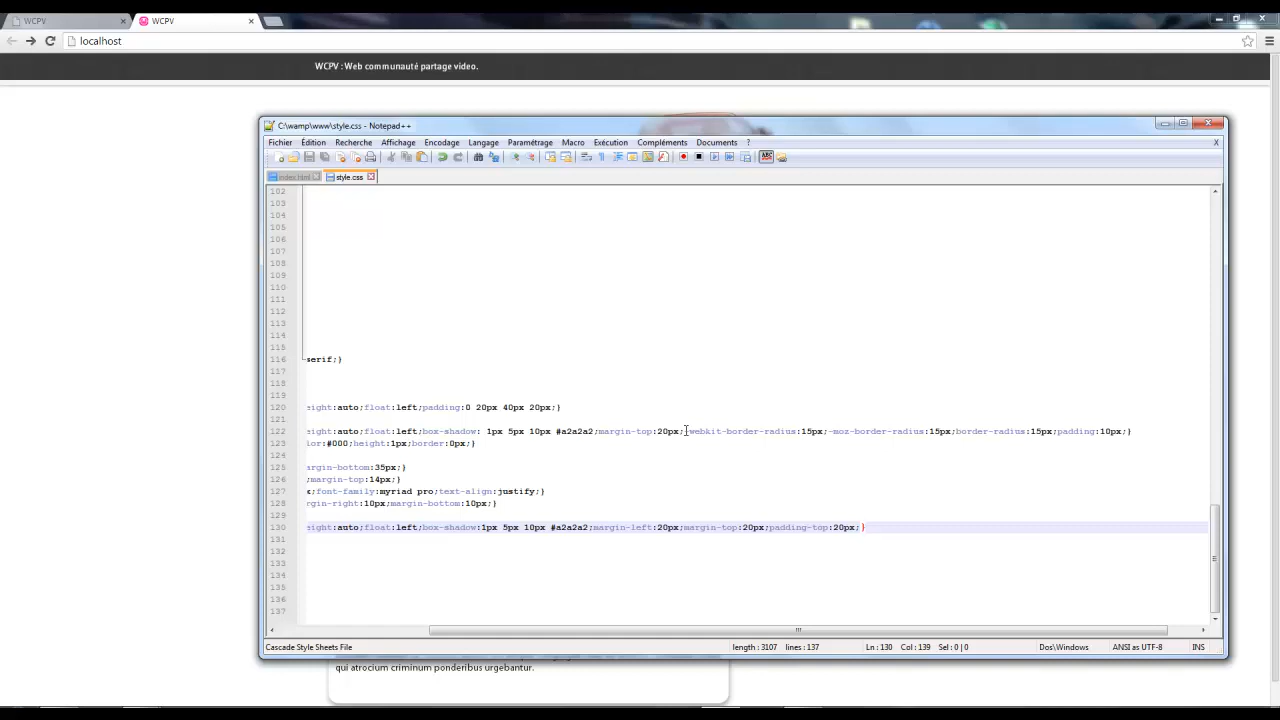 WCPV
WCPV
localhost
WCPV : Web communauté partage video.
C:\wamp\www\style.css - Notepad++
Fichier Édition Recherche Affichage Encodage Langage Paramétrage Macro Exécution Compléments Documents ? X
index.html style.css
102
103
104
105
106
107
108
109
110
111
112
113
114
115
116 serif;}
117
118
119
120 eight:auto;float:left;padding:0 20px 40px 20px;}
121
122 eight:auto;float:left;box-shadow: 1px 5px 10px #a2a2a2;margin-top:20px;-webkit-border-radius:15px;-moz-border-radius:15px;border-radius:15px;padding:10px;}
123 lor:#000;height:1px;border:0px;}
124
125 argin-bottom:35px;}
126 ;margin-top:14px;}
127 x;font-family:myriad pro;text-align:justify;}
128 rgin-right:10px;margin-bottom:10px;}
129
130 eight:auto;float:left;box-shadow:1px 5px 10px #a2a2a2;margin-left:20px;margin-top:20px;padding-top:20px;}
131
132
133
134
135
136
137
Cascade Style Sheets File length : 3107 lines : 137 Ln : 130 Col : 139 Sel : 0 | 0 Dos\Windows ANSI as UTF-8 INS
qui atrocium criminum ponderibus urgebantur.